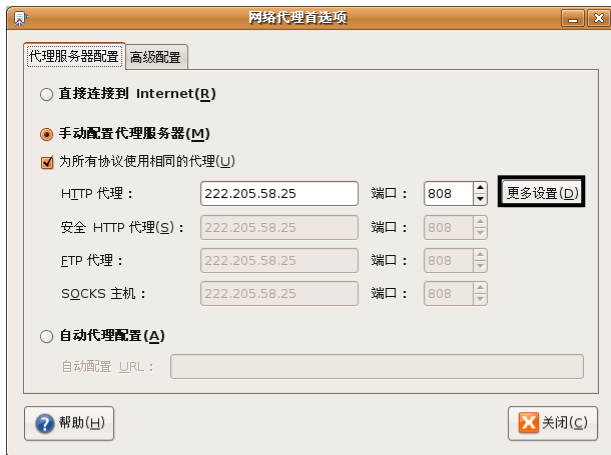 网络代理首选项
代理服务器配置 高级配置
直接连接到 Internet(R)
手动配置代理服务器(M)
为所有协议使用相同的代理(U)
HTTP 代理： 222.205.58.25 端口： 808 更多设置(D)
安全 HTTP 代理(S)： 222.205.58.25 端口： 808
FTP 代理： 222.205.58.25 端口： 808
SOCKS 主机： 222.205.58.25 端口： 808
自动代理配置(A)
自动配置 URL：
帮助(H) 关闭(C)